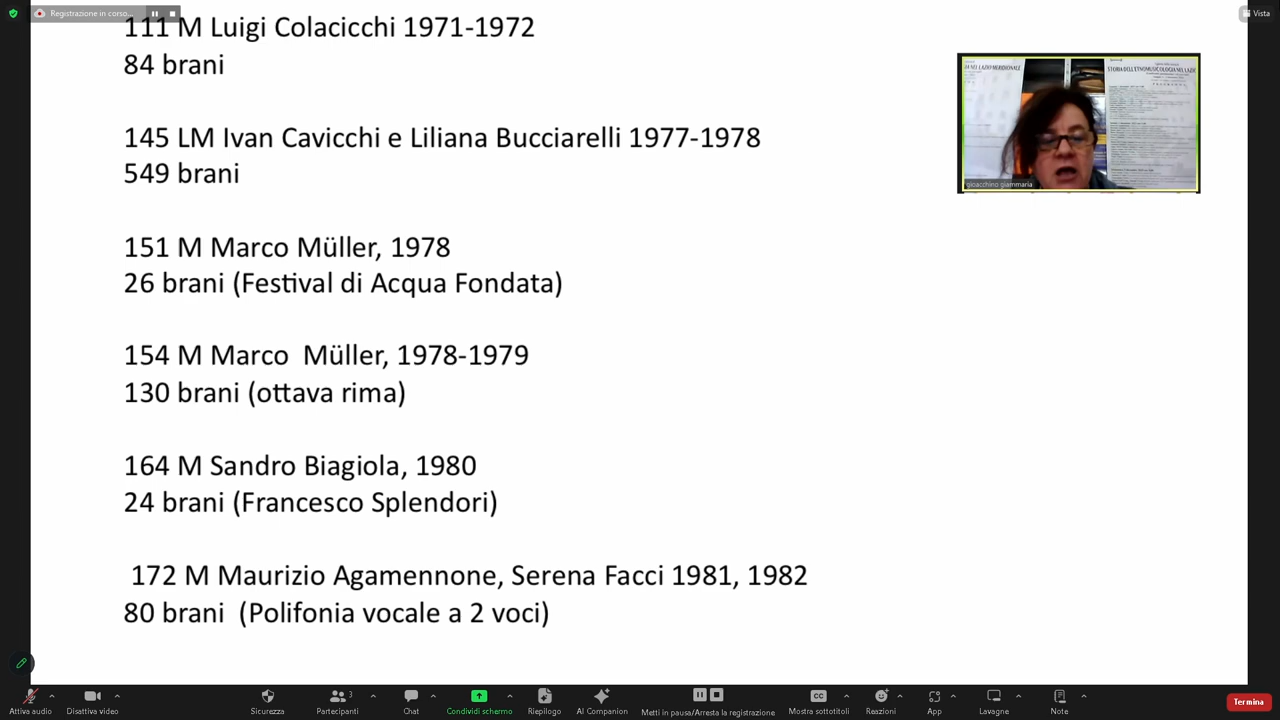 Registrazione in corso...
Vista
111 M Luigi Colacicchi 1971-1972
84 brani
145 LM Ivan Cavicchi e Liliana Bucciarelli 1977-1978
549 brani
151 M Marco Müller, 1978
26 brani (Festival di Acqua Fondata)
154 M Marco  Müller, 1978-1979
130 brani (ottava rima)
164 M Sandro Biagiola, 1980
24 brani (Francesco Splendori)
172 M Maurizio Agamennone, Serena Facci 1981, 1982
80 brani  (Polifonia vocale a 2 voci)
gioacchino giammaria
Attiva audio
Disattiva video
Sicurezza
Partecipanti
3
Chat
Condividi schermo
Riepilogo
AI Companion
Metti in pausa/Arresta la registrazione
CC
Mostra sottotitoli
Reazioni
App
Lavagne
Note
Termina